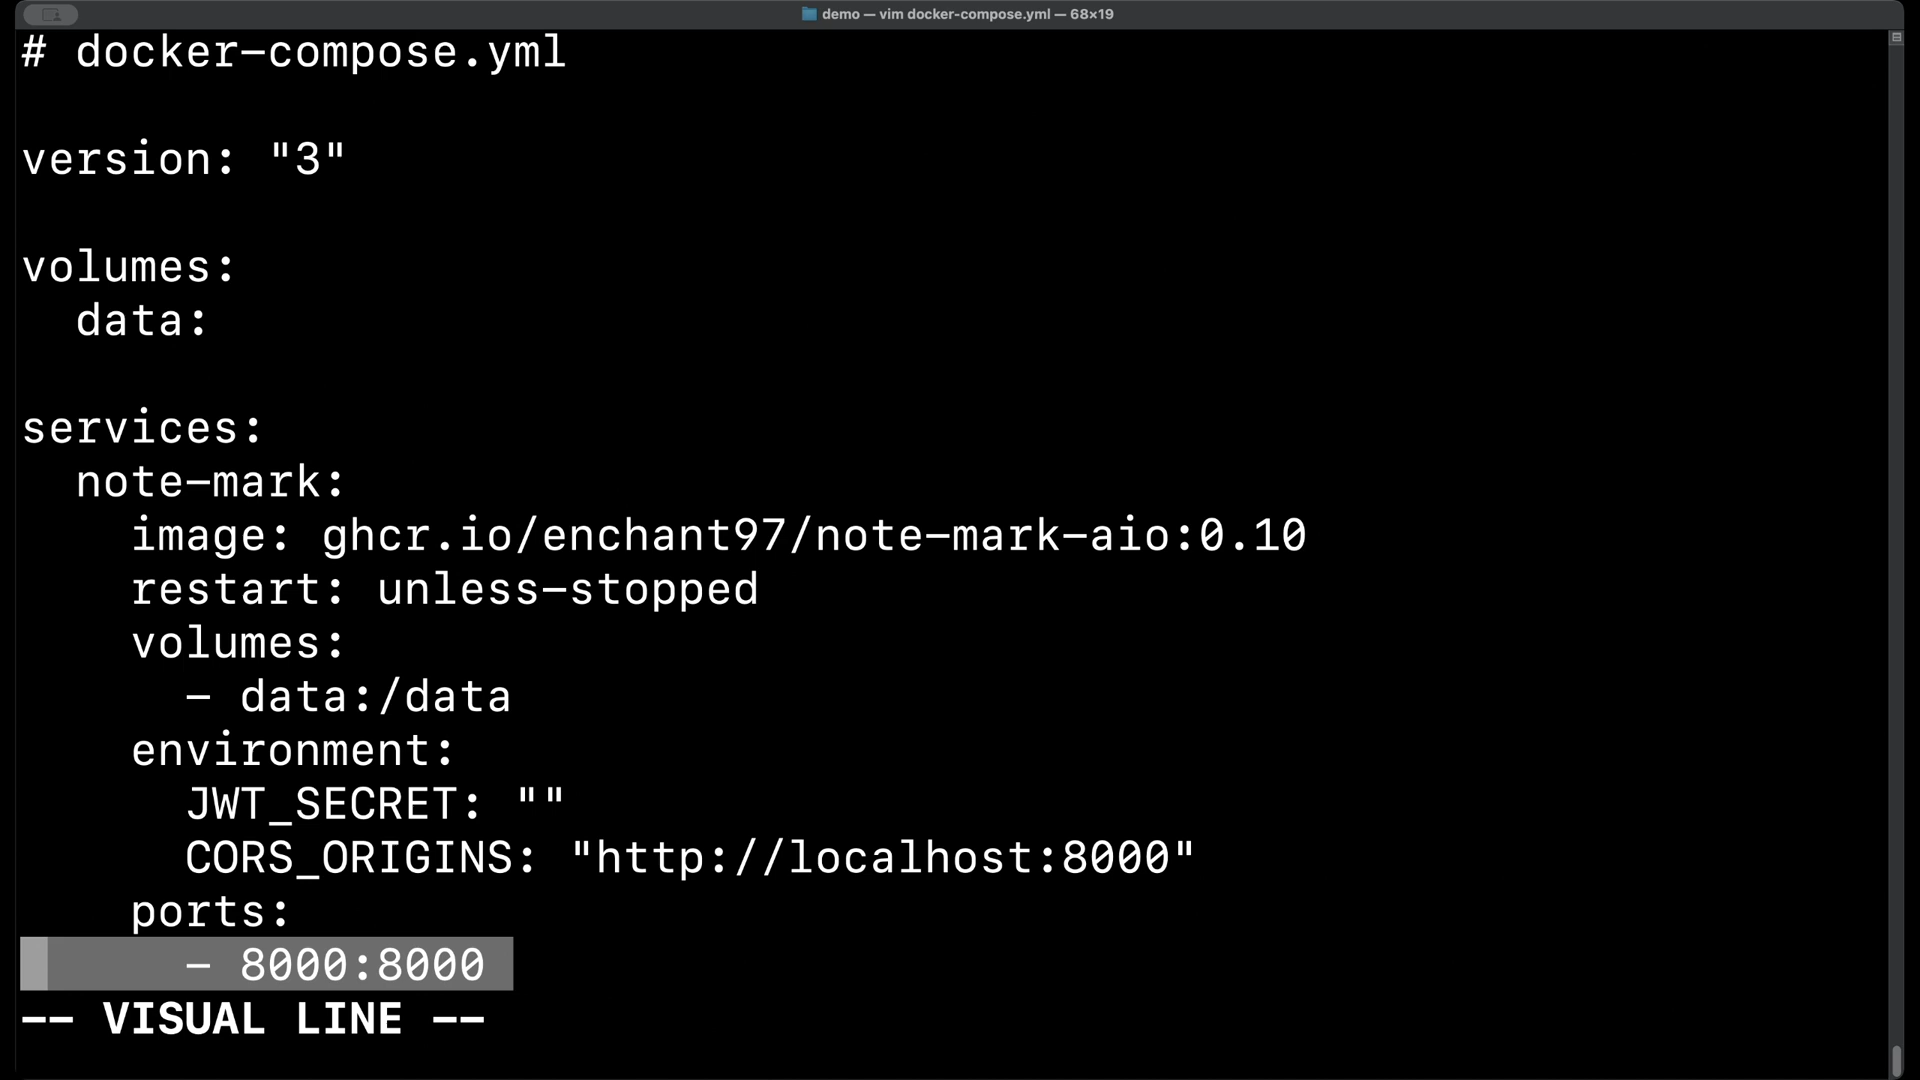 demo — vim docker-compose.yml — 68×19
# docker-compose.yml
version: "3"
volumes:
  data:
services:
  note-mark:
    image: ghcr.io/enchant97/note-mark-aio:0.10
    restart: unless-stopped
    volumes:
      - data:/data
    environment:
      JWT_SECRET: ""
      CORS_ORIGINS: "http://localhost:8000"
    ports:
      - 8000:8000
-- VISUAL LINE --